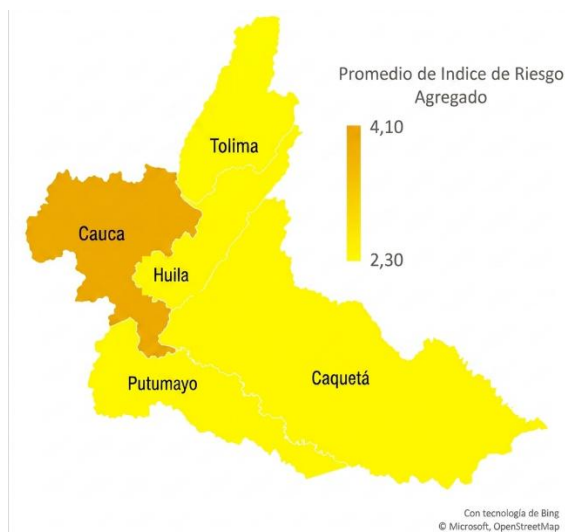 Promedio de Indice de Riesgo
Agregado
4,10
2,30
Tolima
Cauca
Huila
Putumayo
Caquetá
Con tecnología de Bing
© Microsoft, OpenStreetMap